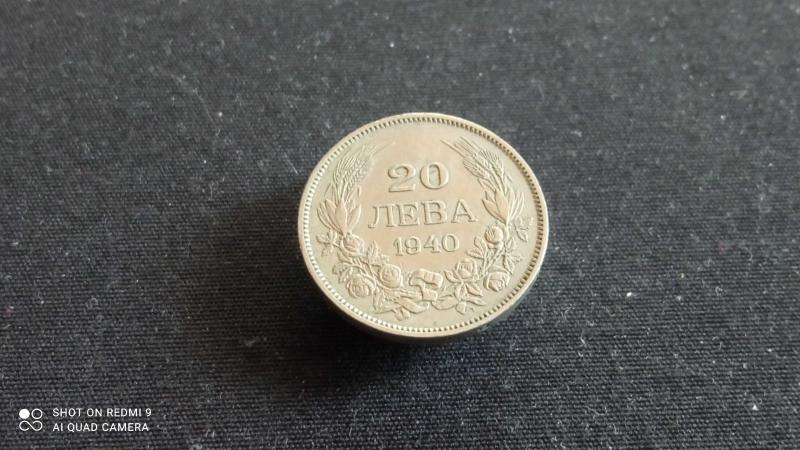 20
ЛЕВА
1940
SHOT ON REDMI 9
AI QUAD CAMERA